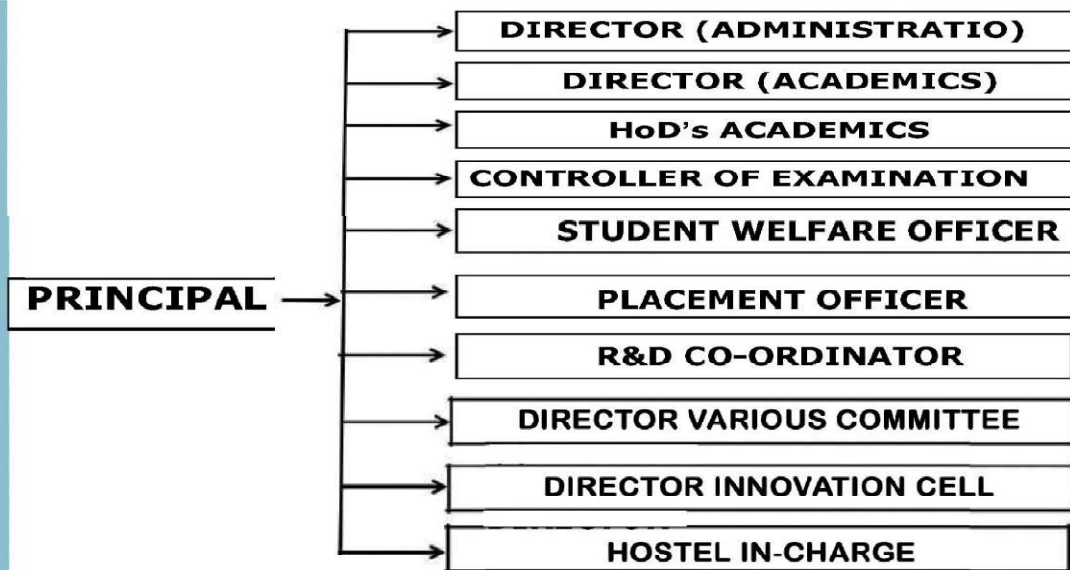 DIRECTOR (ADMINISTRATIO)
DIRECTOR (ACADEMICS)
HoD's ACADEMICS
CONTROLLER OF EXAMINATION
STUDENT WELFARE OFFICER
PRINCIPAL
PLACEMENT OFFICER
R&D CO-ORDINATOR
DIRECTOR VARIOUS COMMITTEE
DIRECTOR INNOVATION CELL
HOSTEL IN-CHARGE